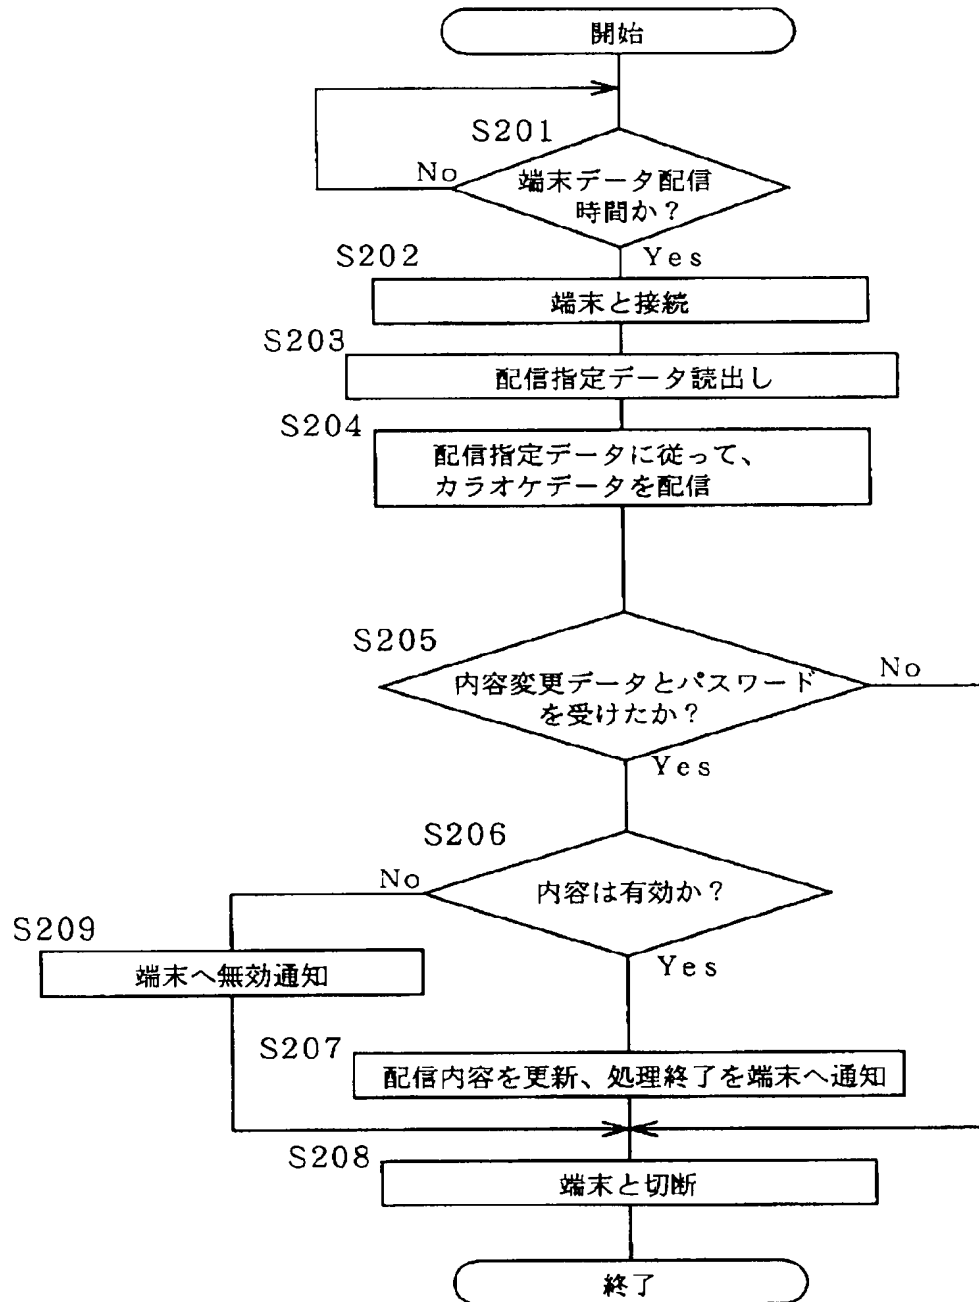 開始
S201
No
端末データ配信
時間か？
Yes
S202
端末と接続
S203
配信指定データ読出し
S204
配信指定データに従って、
カラオケデータを配信
S205
内容変更データとパスワード
を受けたか？
No
Yes
S206
No
内容は有効か？
Yes
S209
端末へ無効通知
S207
配信内容を更新、処理終了を端末へ通知
S208
端末と切断
終了